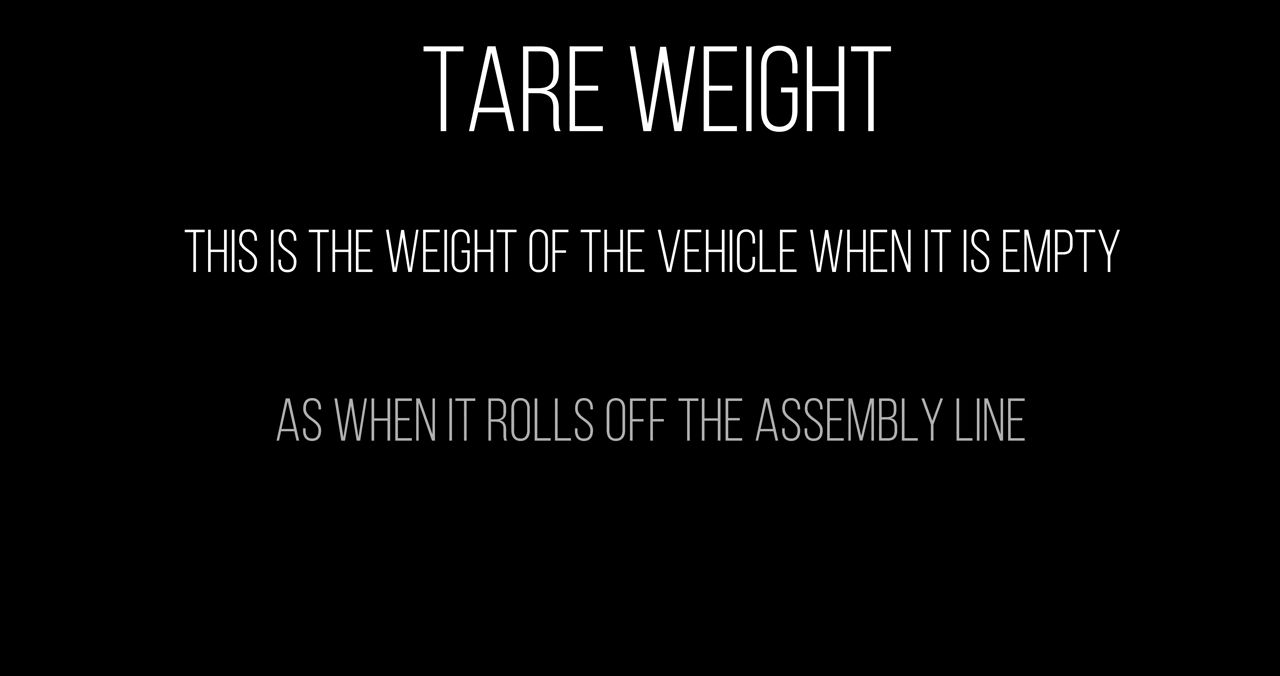 TARE WEIGHT
THIS IS THE WEIGHT OF THE VEHICLE WHEN IT IS EMPTY
AS WHEN IT ROLLS OFF THE ASSEMBLY LINE